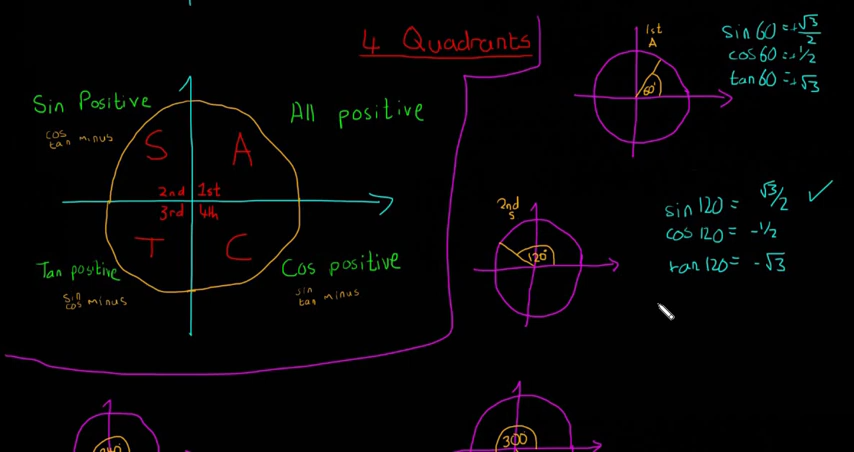 4 Quadrants
Sin Positive
cos
tan minus
All positive
S
A
2nd 1st
3rd 4th
T
C
Tan positive
sin
cos minus
Cos positive
sin
tan minus
1st
A
60°
sin 60 = +√3/2
cos 60 = +1/2
tan 60 = +√3
2nd
S
120°
sin 120 = √3/2 ✓
cos 120 = -1/2
tan 120 = -√3
240°
300°